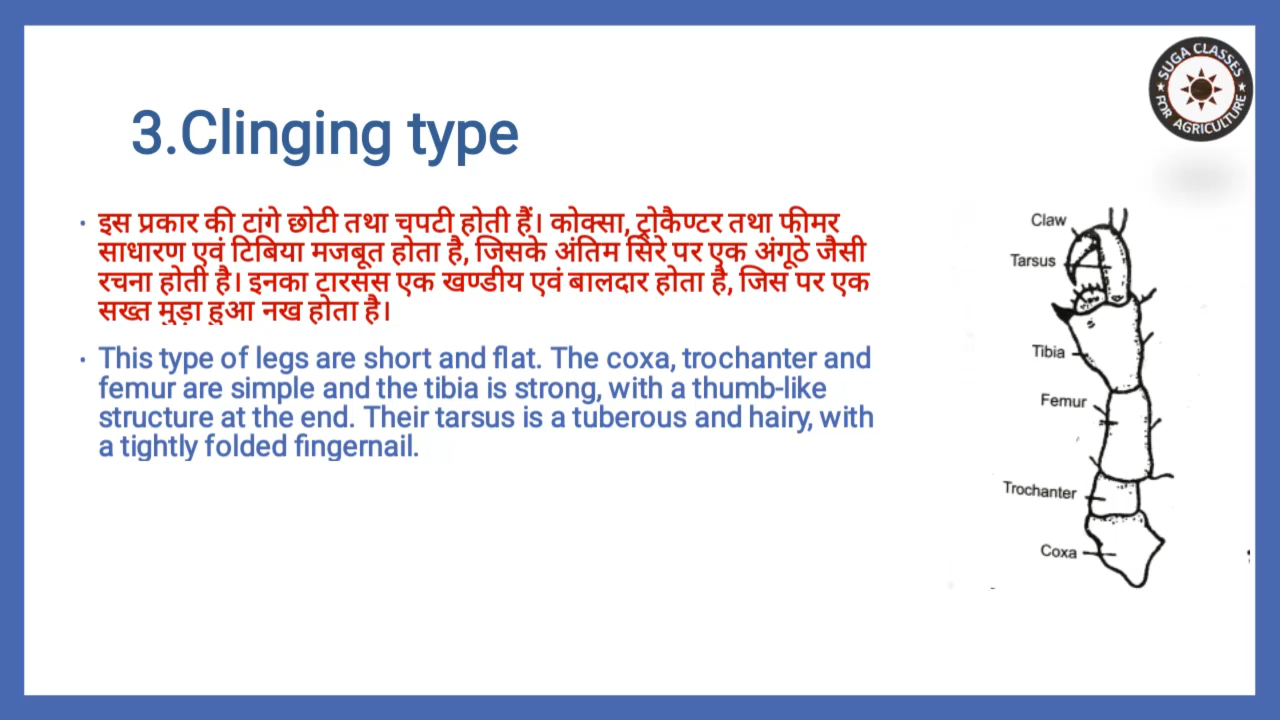 SUGA CLASSES
FOR AGRICULTURE
3.Clinging type
• इस प्रकार की टांगे छोटी तथा चपटी होती हैं। कोक्सा, ट्रोकैण्टर तथा फीमर
साधारण एवं टिबिया मजबूत होता है, जिसके अंतिम सिरे पर एक अंगूठे जैसी
रचना होती है। इनका टारसस एक खण्डीय एवं बालदार होता है, जिस पर एक
सख्त मुड़ा हुआ नख होता है।
• This type of legs are short and flat. The coxa, trochanter and
femur are simple and the tibia is strong, with a thumb-like
structure at the end. Their tarsus is a tuberous and hairy, with
a tightly folded fingernail.
Claw
Tarsus
Tibia
Femur
Trochanter
Coxa